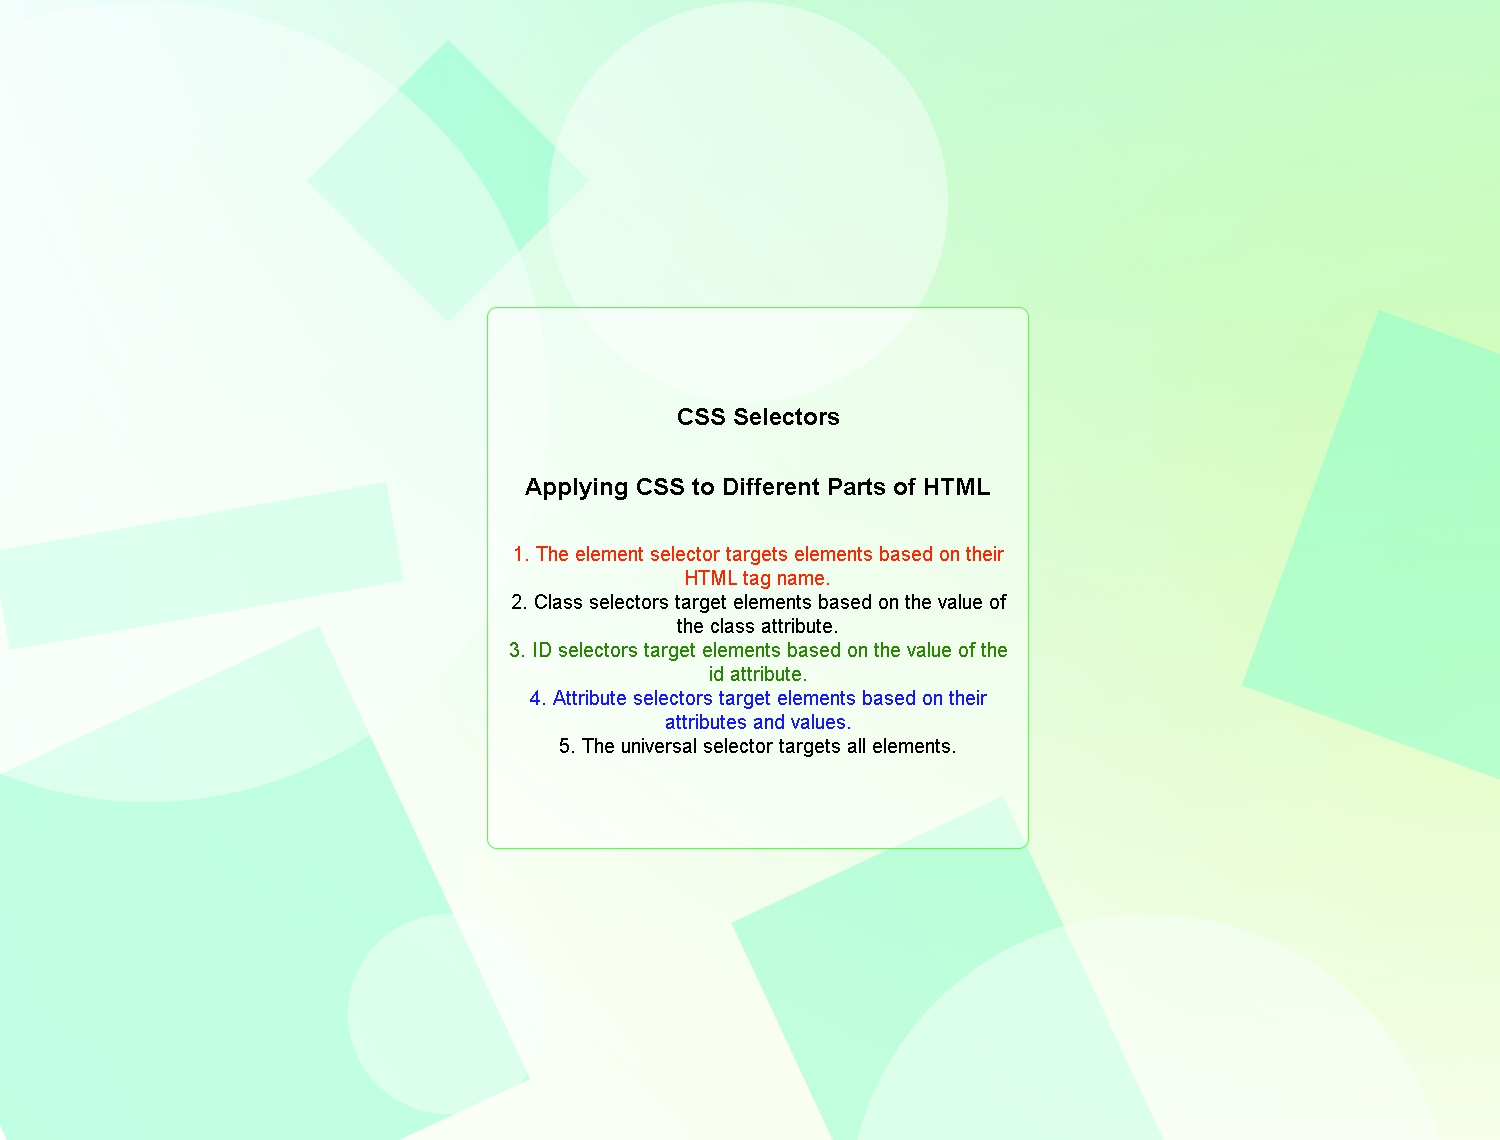 CSS Selectors
Applying CSS to Different Parts of HTML
1. The element selector targets elements based on their
HTML tag name.
2. Class selectors target elements based on the value of
the class attribute.
3. ID selectors target elements based on the value of the
id attribute.
4. Attribute selectors target elements based on their
attributes and values.
5. The universal selector targets all elements.